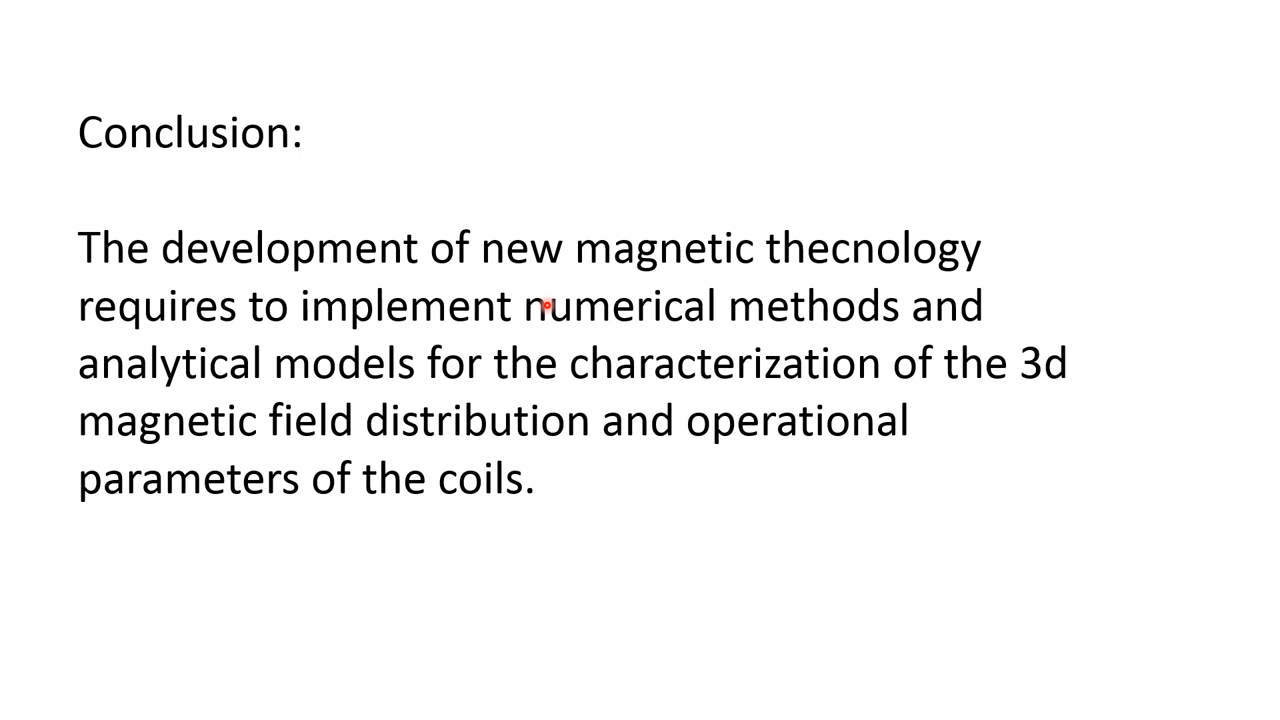 Conclusion:
The development of new magnetic thecnology
requires to implement numerical methods and
analytical models for the characterization of the 3d
magnetic field distribution and operational
parameters of the coils.